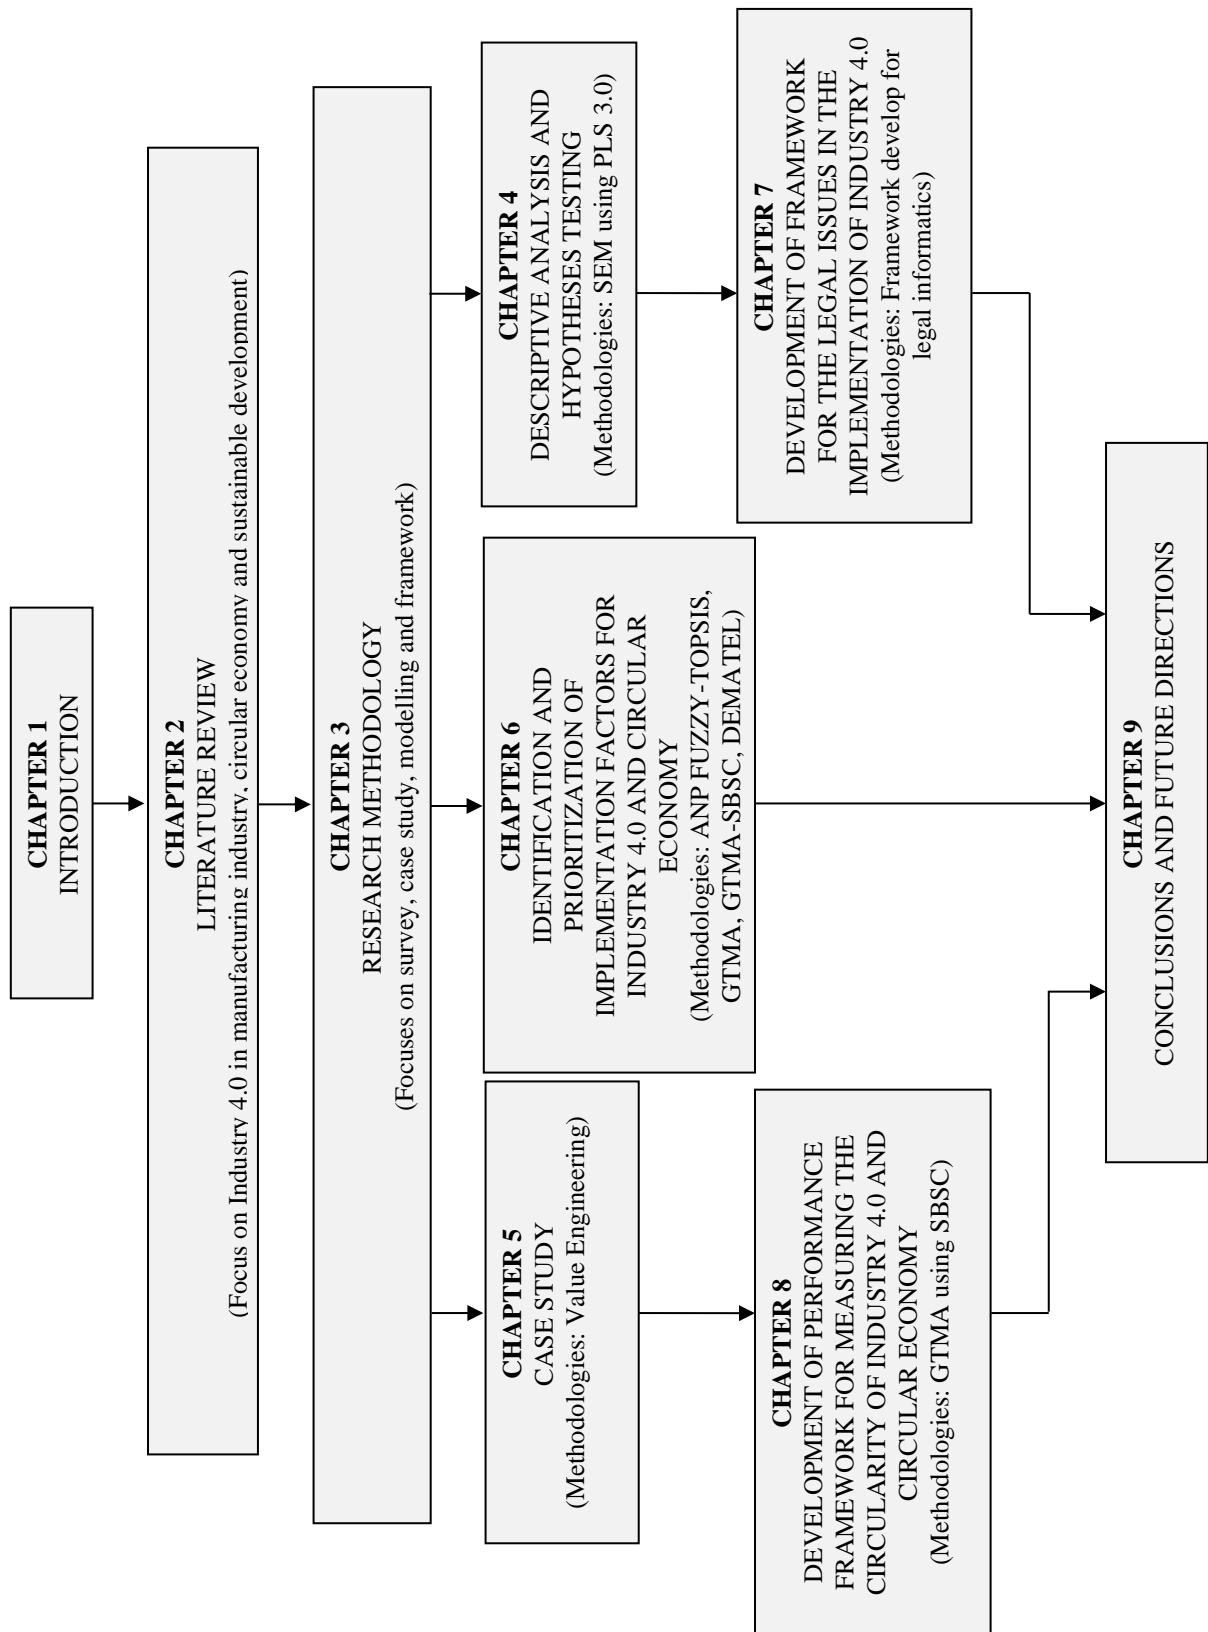 CHAPTER 1
INTRODUCTION
CHAPTER 2
LITERATURE REVIEW
(Focus on Industry 4.0 in manufacturing industry, circular economy and sustainable development)
CHAPTER 3
RESEARCH METHODOLOGY
(Focuses on survey, case study, modelling and framework)
CHAPTER 5
CASE STUDY
(Methodologies: Value Engineering)
CHAPTER 6
IDENTIFICATION AND
PRIORITIZATION OF
IMPLEMENTATION FACTORS FOR
INDUSTRY 4.0 AND CIRCULAR
ECONOMY
(Methodologies: ANP FUZZY-TOPSIS,
GTMA, GTMA-SBSC, DEMATEL)
CHAPTER 4
DESCRIPTIVE ANALYSIS AND
HYPOTHESES TESTING
(Methodologies: SEM using PLS 3.0)
CHAPTER 8
DEVELOPMENT OF PERFORMANCE
FRAMEWORK FOR MEASURING THE
CIRCULARITY OF INDUSTRY 4.0 AND
CIRCULAR ECONOMY
(Methodologies: GTMA using SBSC)
CHAPTER 7
DEVELOPMENT OF FRAMEWORK
FOR THE LEGAL ISSUES IN THE
IMPLEMENTATION OF INDUSTRY 4.0
(Methodologies: Framework develop for
legal informatics)
CHAPTER 9
CONCLUSIONS AND FUTURE DIRECTIONS